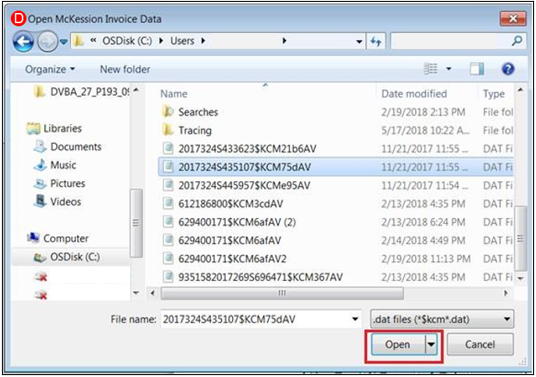 D Open McKession Invoice Data
« OSDisk (C:) ▸ Users ▸ ▸
Organize ▾ New folder ?
DVBA_27_P193_0
Libraries
Documents
Music
Pictures
Videos
Computer
OSDisk (C:)
Name Date modified Type
Searches 2/19/2018 2:13 PM File fol
Tracing 5/17/2018 10:22 A... File fol
2017324S433623$KCM21b6AV 11/21/2017 11:55 ... DAT Fi
2017324S435107$KCM75dAV 11/21/2017 11:55 ... DAT Fi
2017324S445957$KCMe95AV 11/21/2017 11:54 ... DAT Fi
612186800$KCM3cdAV 2/13/2018 4:35 PM DAT Fi
629400171$KCM6afAV (2) 2/13/2018 6:24 PM DAT Fi
629400171$KCM6afAV 2/14/2018 4:49 PM DAT Fi
629400171$KCM6afAV2 2/19/2018 11:13 PM DAT Fi
9351582017269S696471$KCM367AV 2/13/2018 4:35 PM DAT Fi
File name: 2017324S435107$KCM75dAV .dat files (*$kcm*.dat)
Open Cancel